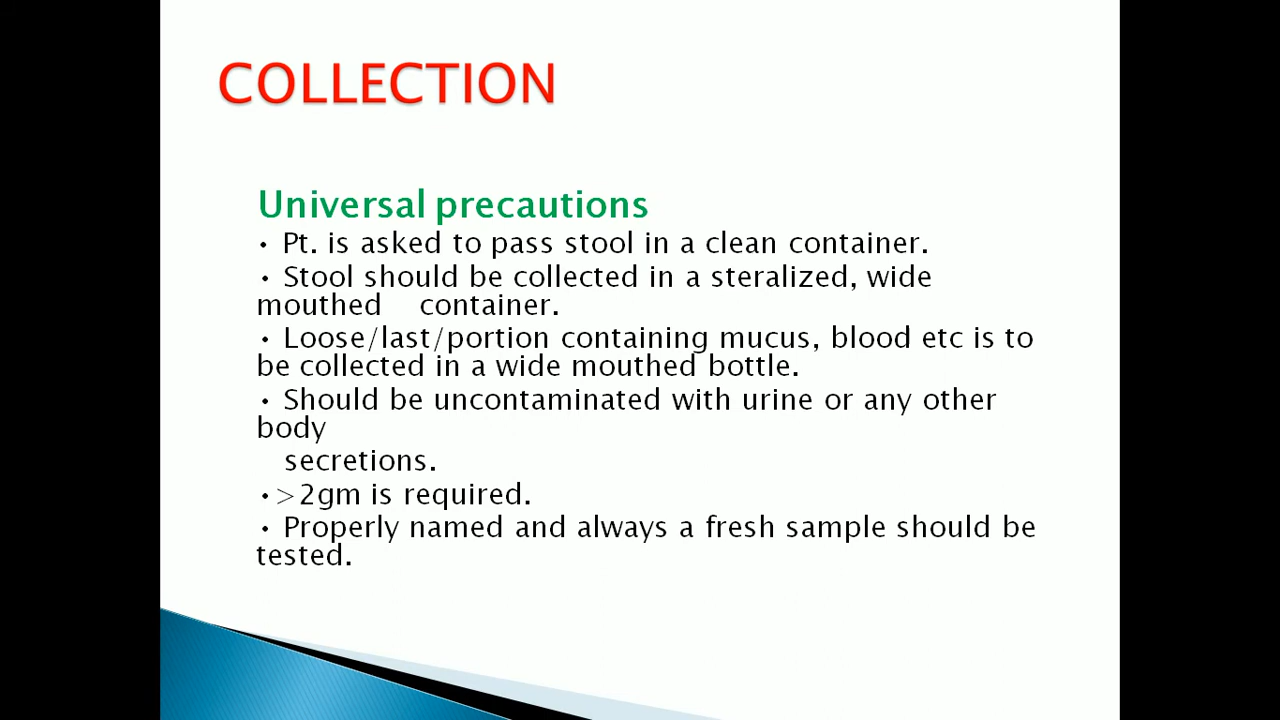 COLLECTION
Universal precautions
• Pt. is asked to pass stool in a clean container.
• Stool should be collected in a steralized, wide
mouthed container.
• Loose/last/portion containing mucus, blood etc is to
be collected in a wide mouthed bottle.
• Should be uncontaminated with urine or any other
body
secretions.
•>2gm is required.
• Properly named and always a fresh sample should be
tested.